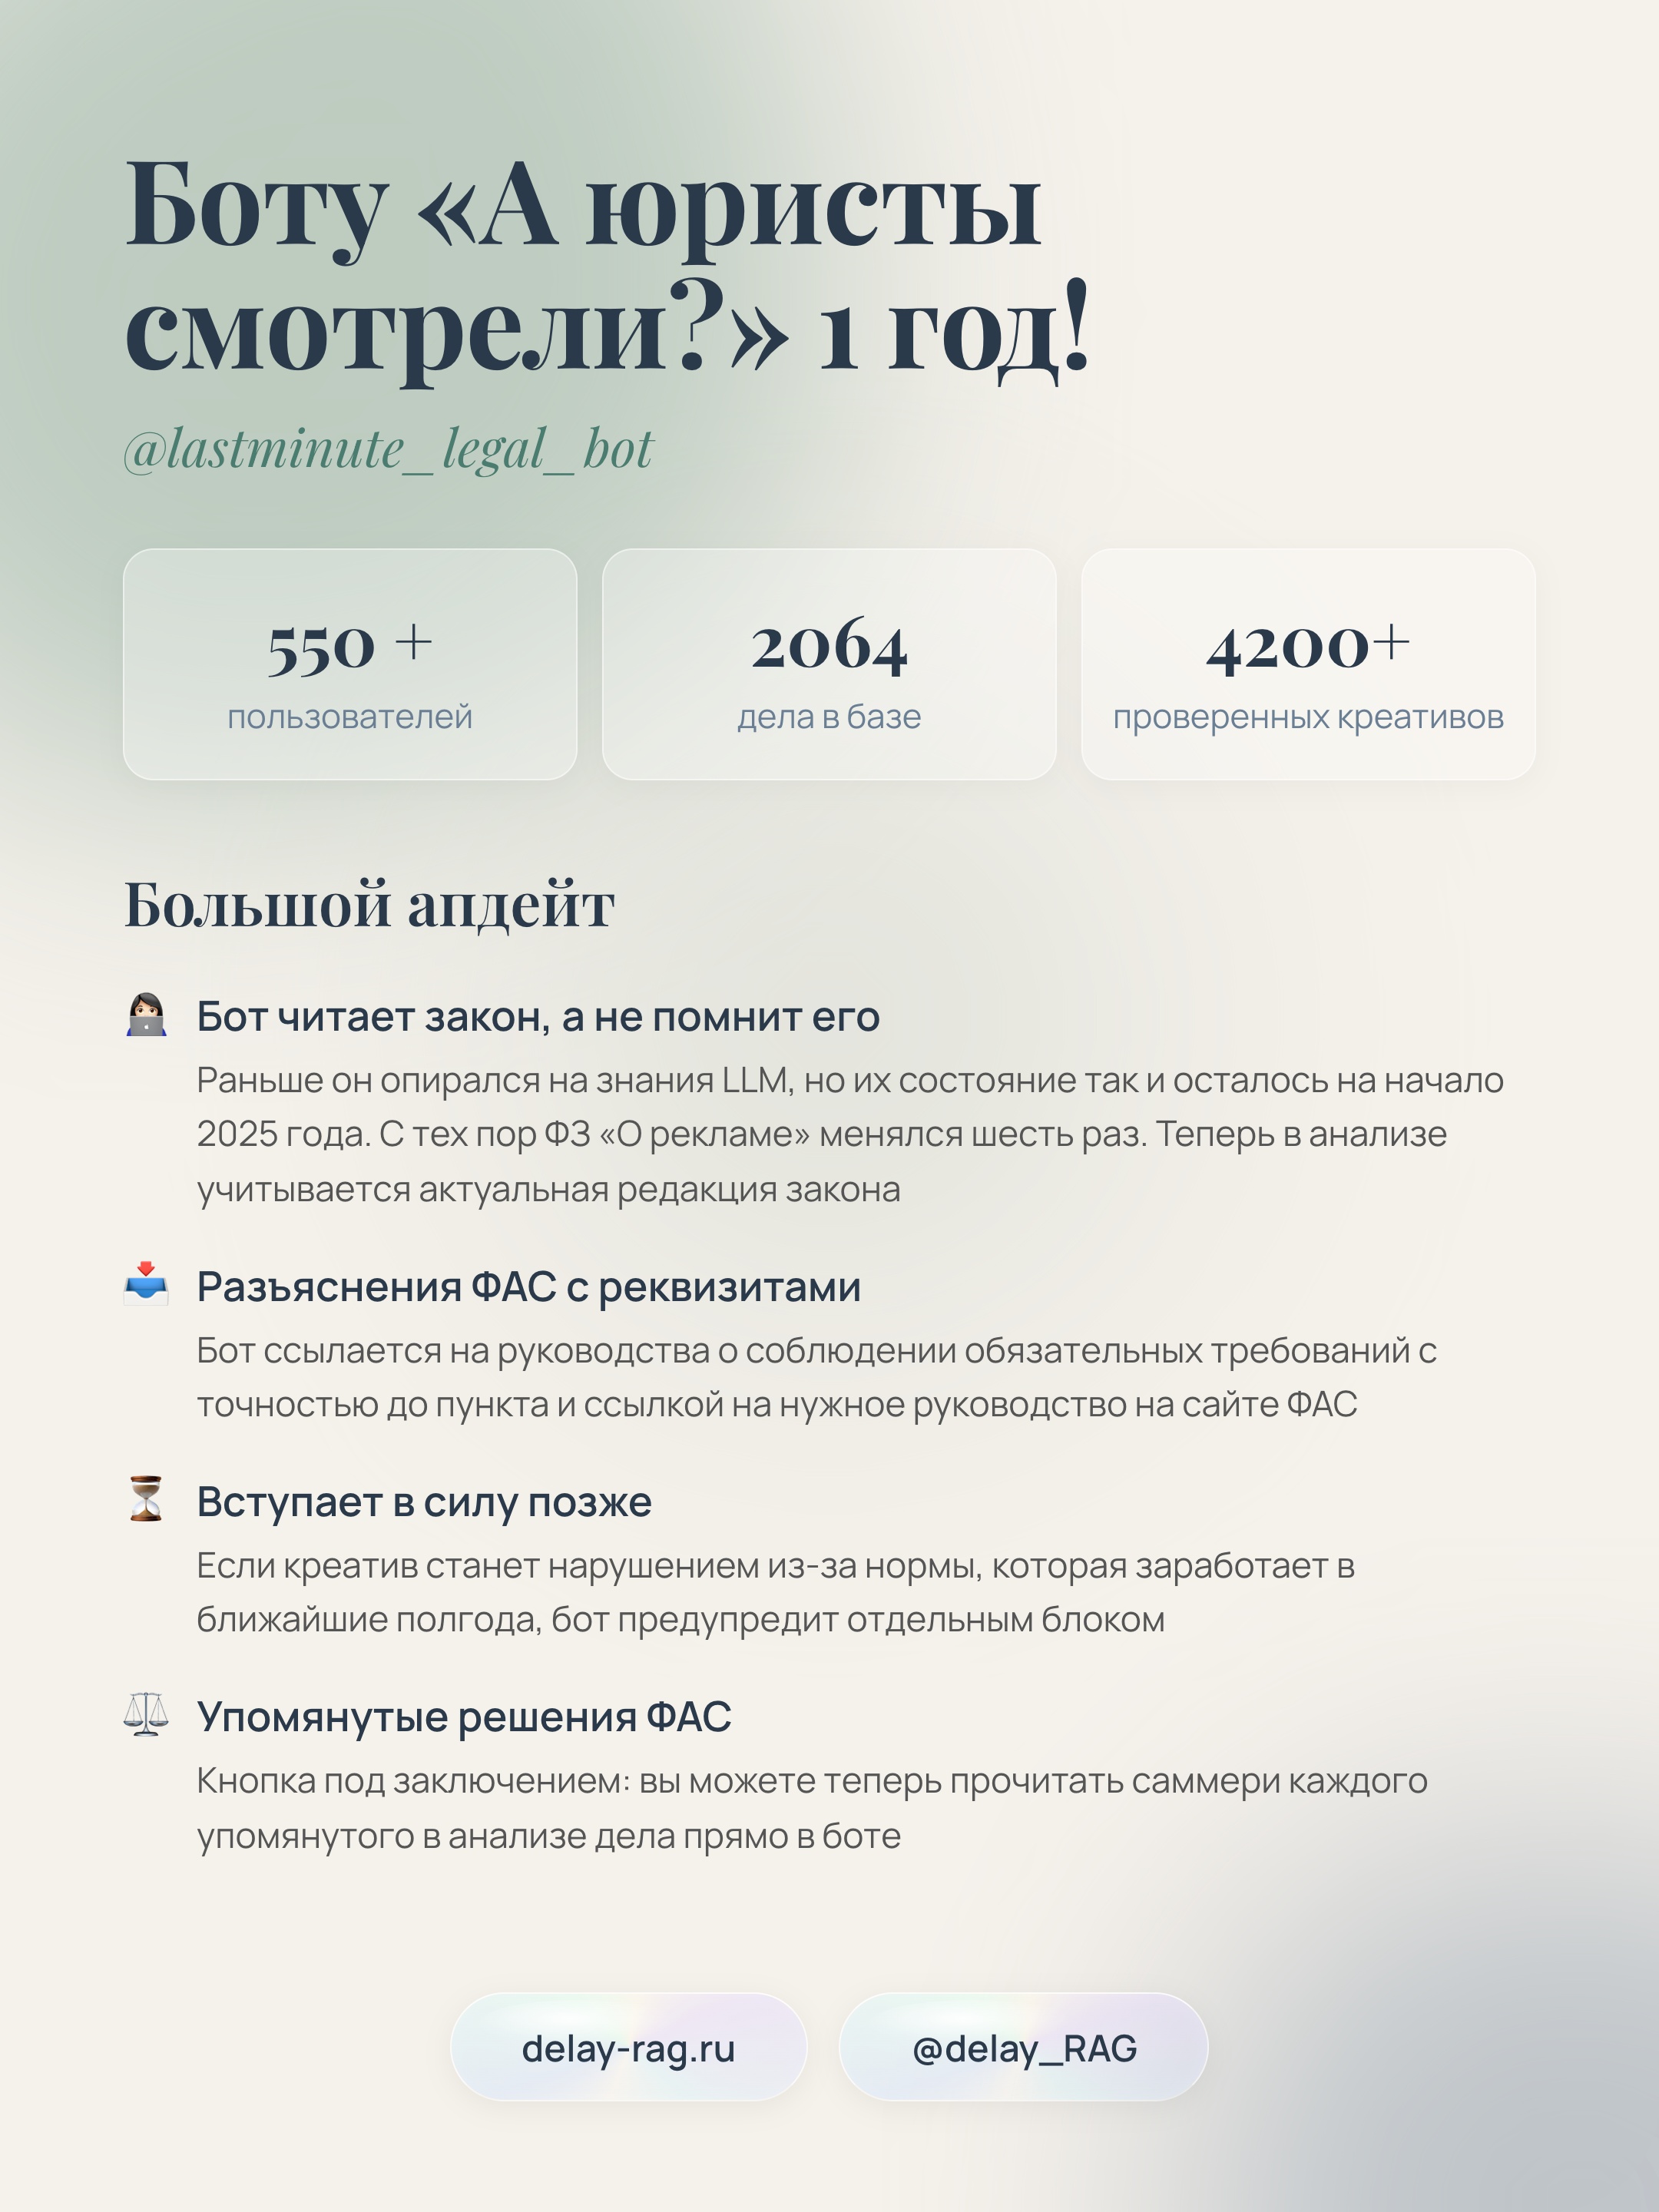 Боту «А юристы
смотрели?» 1 год!
@lastminute_legal_bot
550 +
пользователей
2064
дела в базе
4200+
проверенных креативов
Большой апдейт
Бот читает закон, а не помнит его
Раньше он опирался на знания LLM, но их состояние так и осталось на начало
2025 года. С тех пор ФЗ «О рекламе» менялся шесть раз. Теперь в анализе
учитывается актуальная редакция закона
Разъяснения ФАС с реквизитами
Бот ссылается на руководства о соблюдении обязательных требований с
точностью до пункта и ссылкой на нужное руководство на сайте ФАС
Вступает в силу позже
Если креатив станет нарушением из-за нормы, которая заработает в
ближайшие полгода, бот предупредит отдельным блоком
Упомянутые решения ФАС
Кнопка под заключением: вы можете теперь прочитать саммери каждого
упомянутого в анализе дела прямо в боте
delay-rag.ru
@delay_RAG